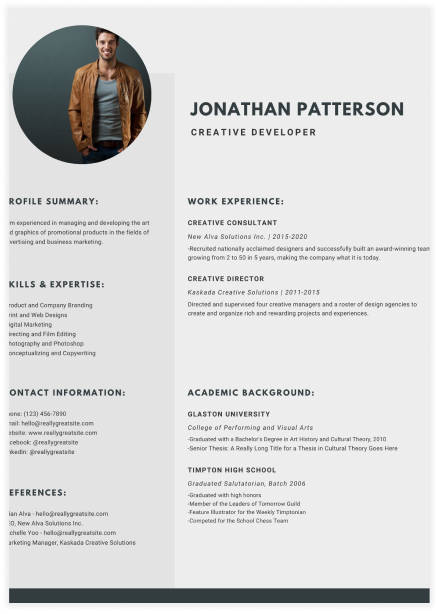 JONATHAN PATTERSON
CREATIVE DEVELOPER
ROFILE SUMMARY:
m experienced in managing and developing the art
d graphics of promotional products in the fields of
vertising and business marketing.
KILLS & EXPERTISE:
roduct and Company Branding
rint and Web Designs
igital Marketing
irecting and Film Editing
hotography and Photoshop
onceptualizing and Copywriting
ONTACT INFORMATION:
one: (123) 456-7890
nail: hello@reallygreatsite.com
ebsite: www.reallygreatsite.com
cebook: @reallygreatsite
nkedIn: @reallygreatsite
EFERENCES:
ian Alva - hello@reallygreatsite.com
O, New Alva Solutions Inc.
chelle Yoo - hello@reallygreatsite.com
arketing Manager, Kaskada Creative Solutions
WORK EXPERIENCE:
CREATIVE CONSULTANT
New Alva Solutions Inc. | 2015-2020
-Recruited nationally acclaimed designers and successfully built an award-winning team
growing from 2 to 50 in 5 years, making the company what it is today.
CREATIVE DIRECTOR
Kaskada Creative Solutions | 2011-2015
Directed and supervised four creative managers and a roster of design agencies to
create and organize rich and rewarding projects and experiences.
ACADEMIC BACKGROUND:
GLASTON UNIVERSITY
College of Performing and Visual Arts
-Graduated with a Bachelor's Degree in Art History and Cultural Theory, 2010
-Senior Thesis: A Really Long Title for a Thesis in Cultural Theory Goes Here
TIMPTON HIGH SCHOOL
Graduated Salutatorian, Batch 2006
-Graduated with high honors
-Member of the Leaders of Tomorrow Guild
-Feature Illustrator for the Weekly Timptonian
-Competed for the School Chess Team